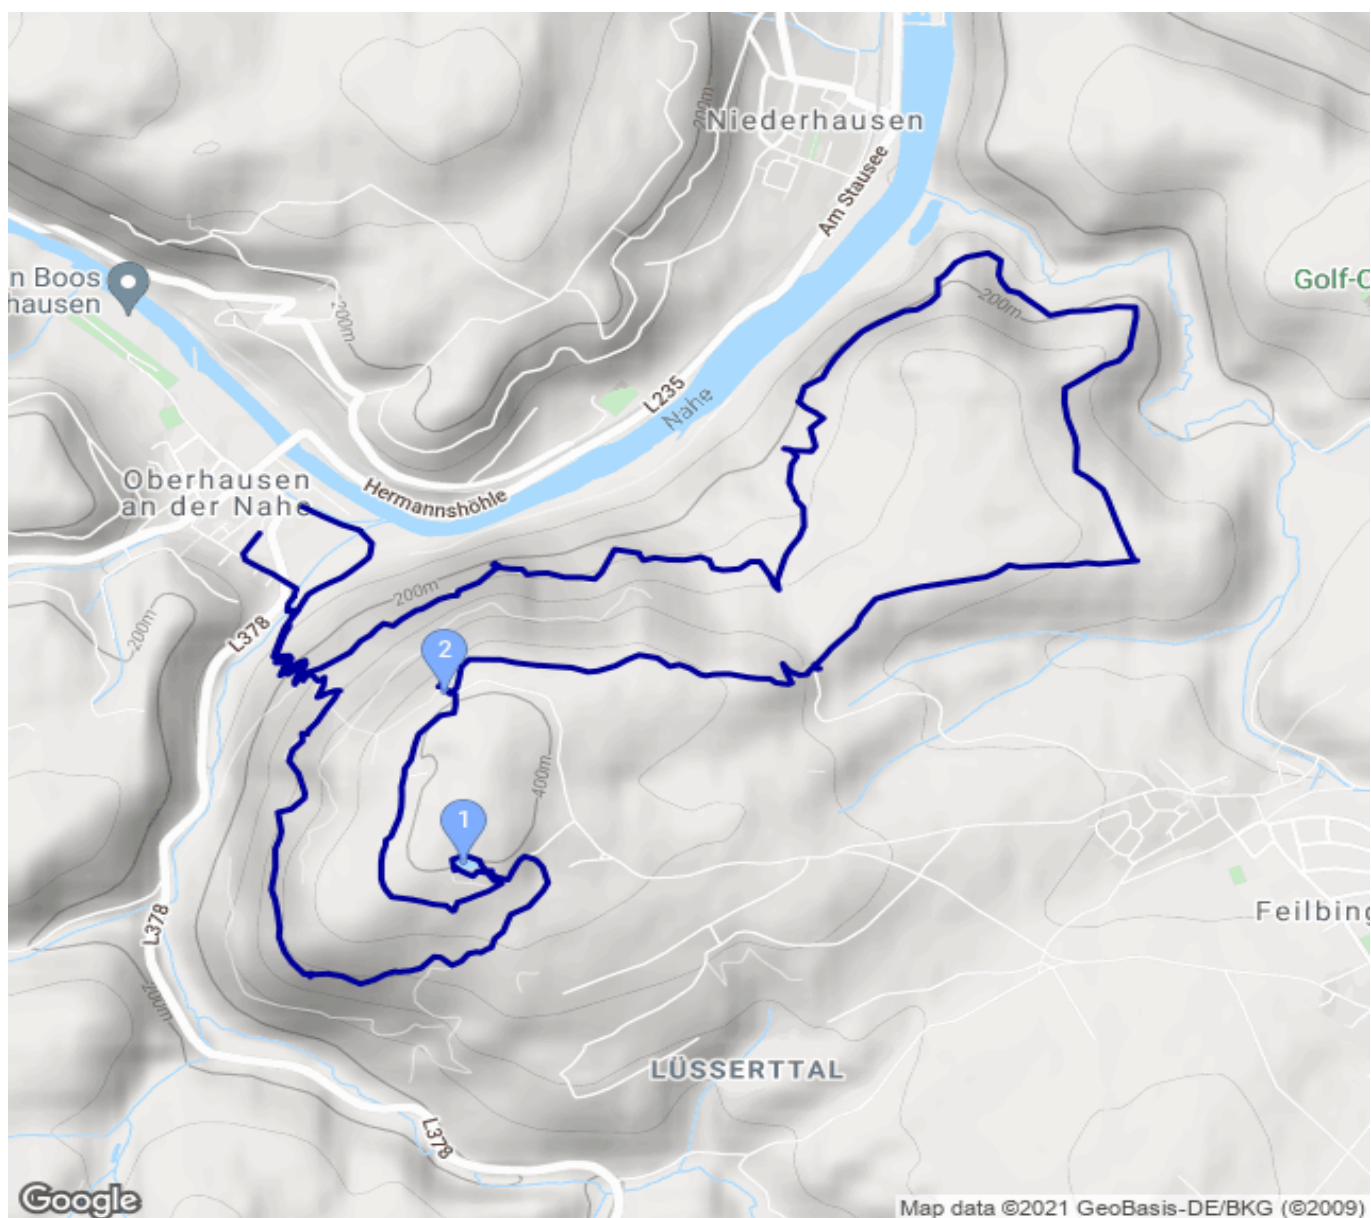 Niederhausen
200m
Am Stausee
n Boos
hausen
Golf-C
200m
200m
L235
Nahe
Oberhausen
an der Nahe
Hermannshöhle
200m
200m
L378
2
400m
1
L378
Feilbing
200m
LÜSSERTTAL
L378
Google
Map data ©2021 GeoBasis-DE/BKG (©2009)